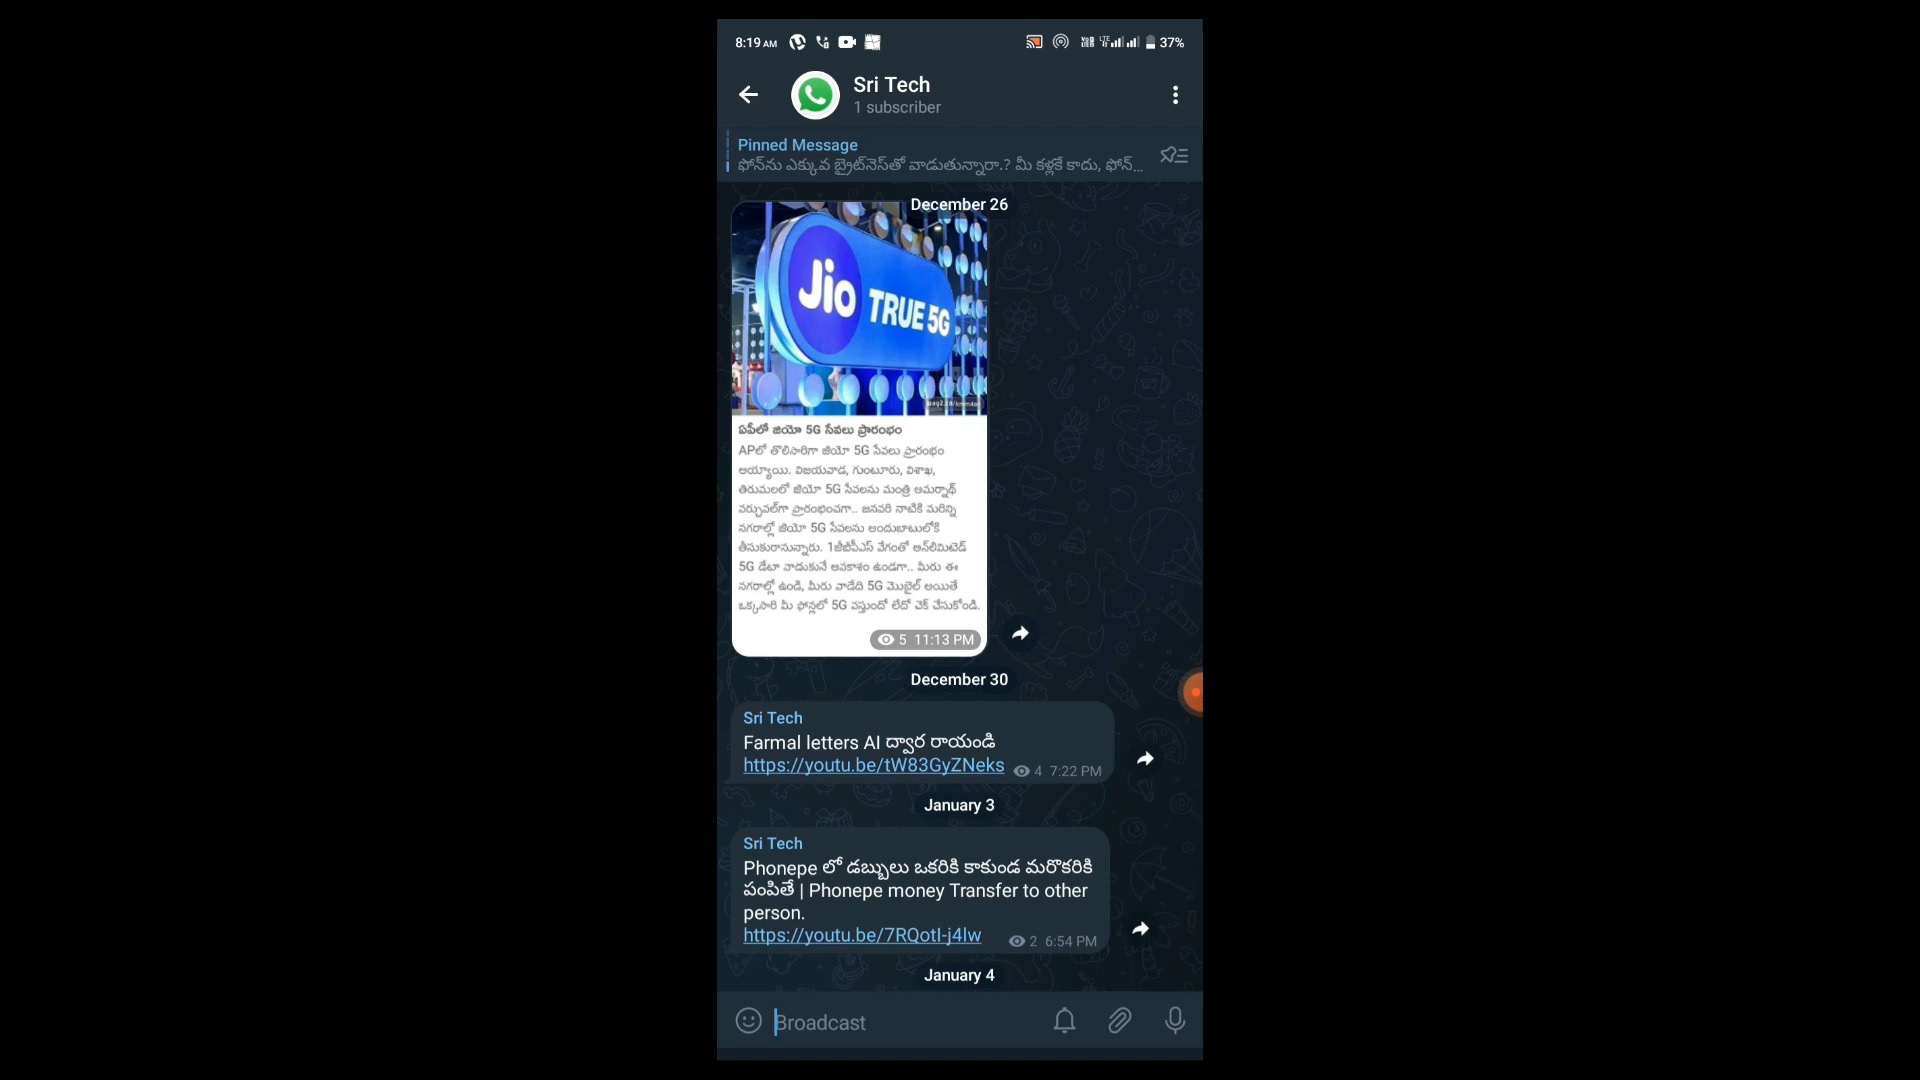 8:19 AM
37%
Sri Tech
1 subscriber
Pinned Message
ఫోన్‌ను ఎక్కువ బ్రైట్‌నెస్‌తో వాడుతున్నారా.? మీ కళ్లకే కాదు, ఫోన్...
December 26
Jio TRUE 5G
ఏపీలో జియో 5G సేవలు ప్రారంభం
APలో తొలిసారిగా జియో 5G సేవలు ప్రారంభం
అయ్యాయి. విజయవాడ, గుంటూరు, విశాఖ,
తిరుమలలో జియో 5G సేవలను మంత్రి అమర్నాథ్
వర్చువల్‌గా ప్రారంభించగా.. జనవరి నాటికి మరిన్ని
నగరాల్లో జియో 5G సేవలను అందుబాటులోకి
తీసుకురానున్నారు. 1జీబీపీఎస్ వేగంతో అన్‌లిమిటెడ్
5G డేటా వాడుకునే అవకాశం ఉండగా.. మీరు ఈ
నగరాల్లో ఉండి, మీరు వాడేది 5G మొబైల్ అయితే
ఒక్కసారి మీ ఫోన్లలో 5G వస్తుందో లేదో చెక్ చేసుకోండి.
5 11:13 PM
December 30
Sri Tech
Farmal letters AI ద్వార రాయండి
https://youtu.be/tW83GyZNeks 4 7:22 PM
January 3
Sri Tech
Phonepe లో డబ్బులు ఒకరికి కాకుండ మరొకరికి
పంపితే | Phonepe money Transfer to other
person.
https://youtu.be/7RQotI-j4lw 2 6:54 PM
January 4
Broadcast